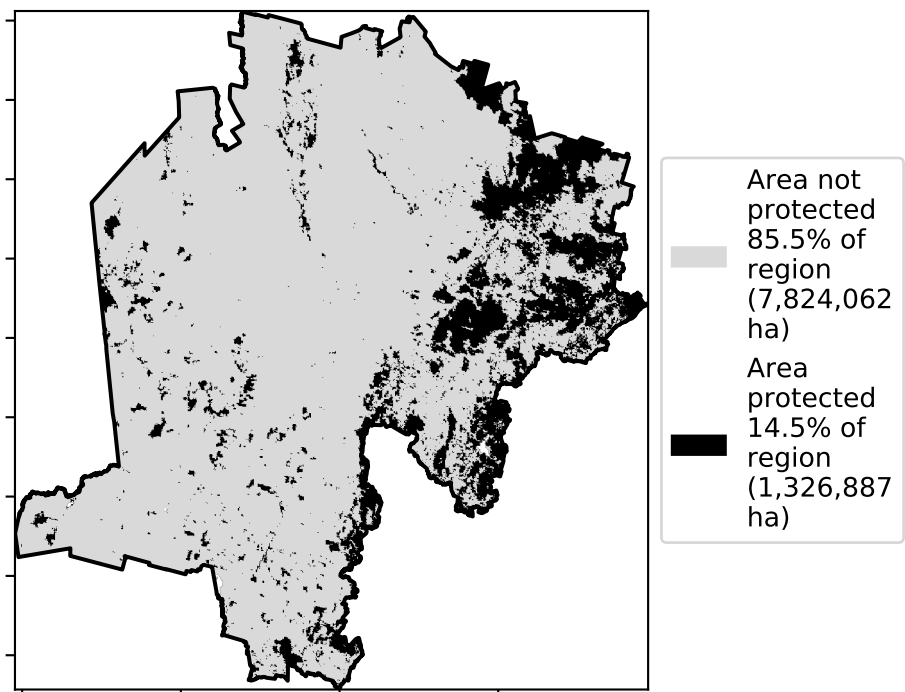 Area not
protected
85.5% of
region
(7,824,062
ha)
Area
protected
14.5% of
region
(1,326,887
ha)